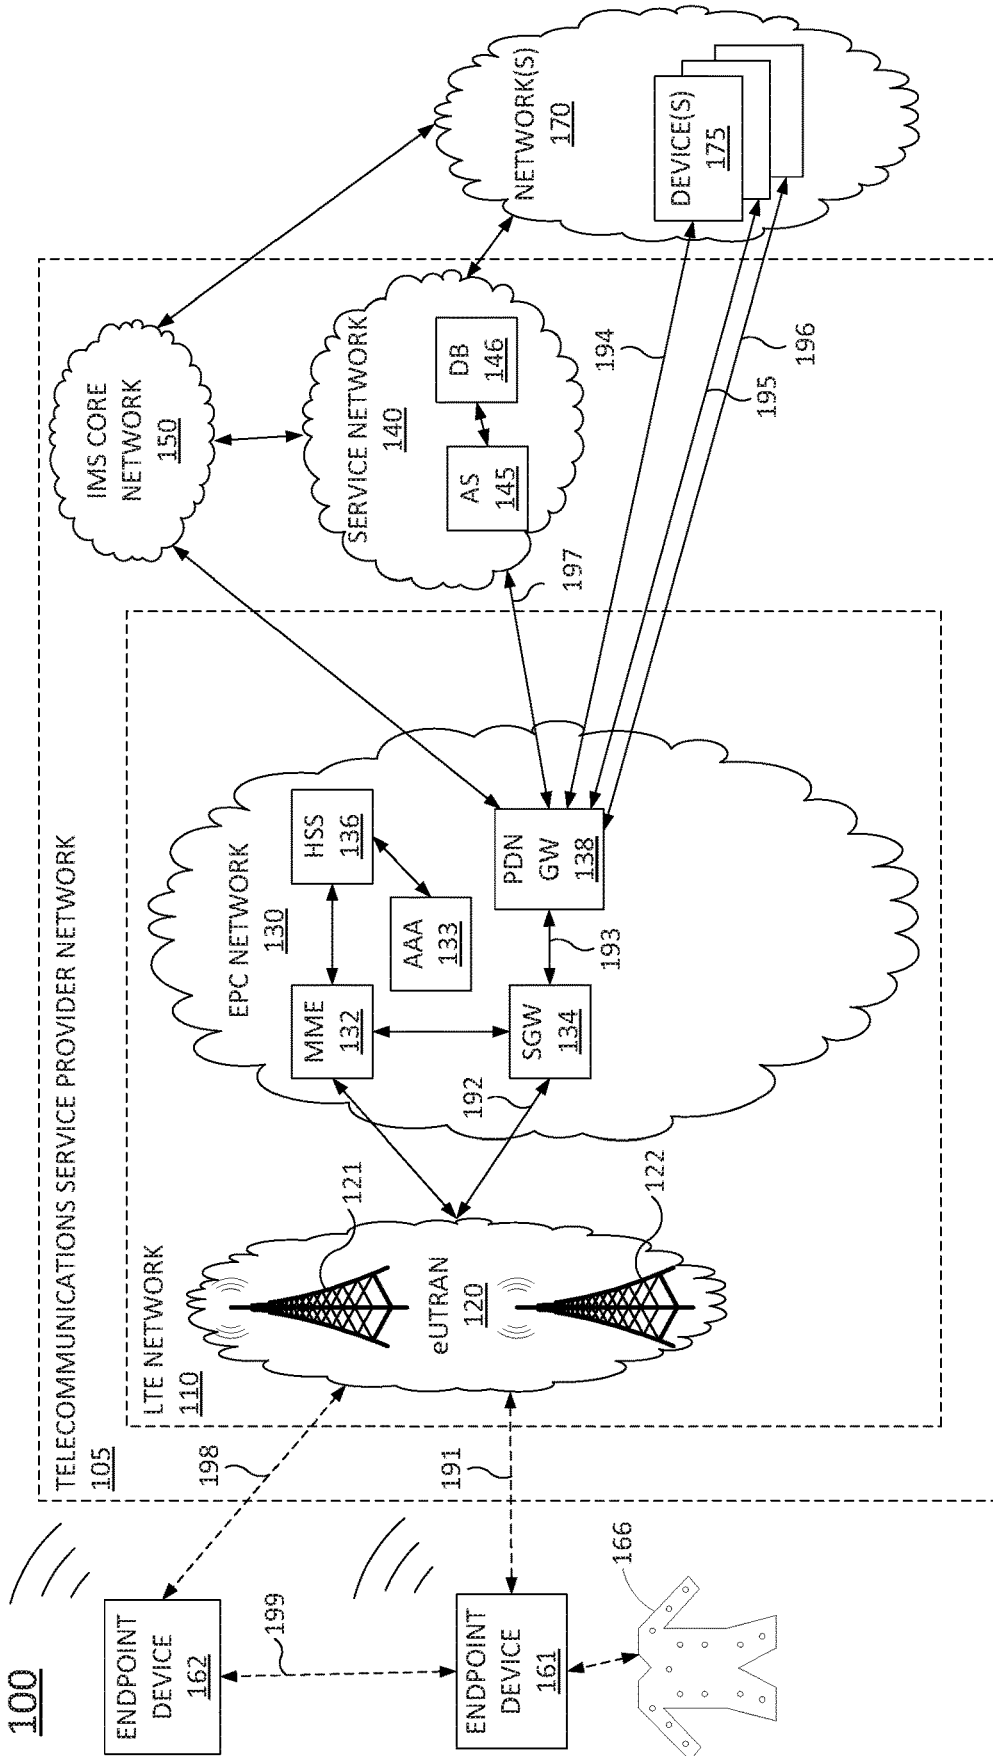 100
TELECOMMUNICATIONS SERVICE PROVIDER NETWORK
105
LTE NETWORK
110
IMS CORE
NETWORK
150
EPC NETWORK
130
SERVICE NETWORK
140
NETWORK(S)
170
ENDPOINT
DEVICE
162
198
121
MME
132
HSS
136
AAA
133
AS
145
DB
146
199
eUTRAN
120
192
ENDPOINT
DEVICE
161
191
SGW
134
193
PDN
GW
138
197
194
DEVICE(S)
175
122
195
196
166